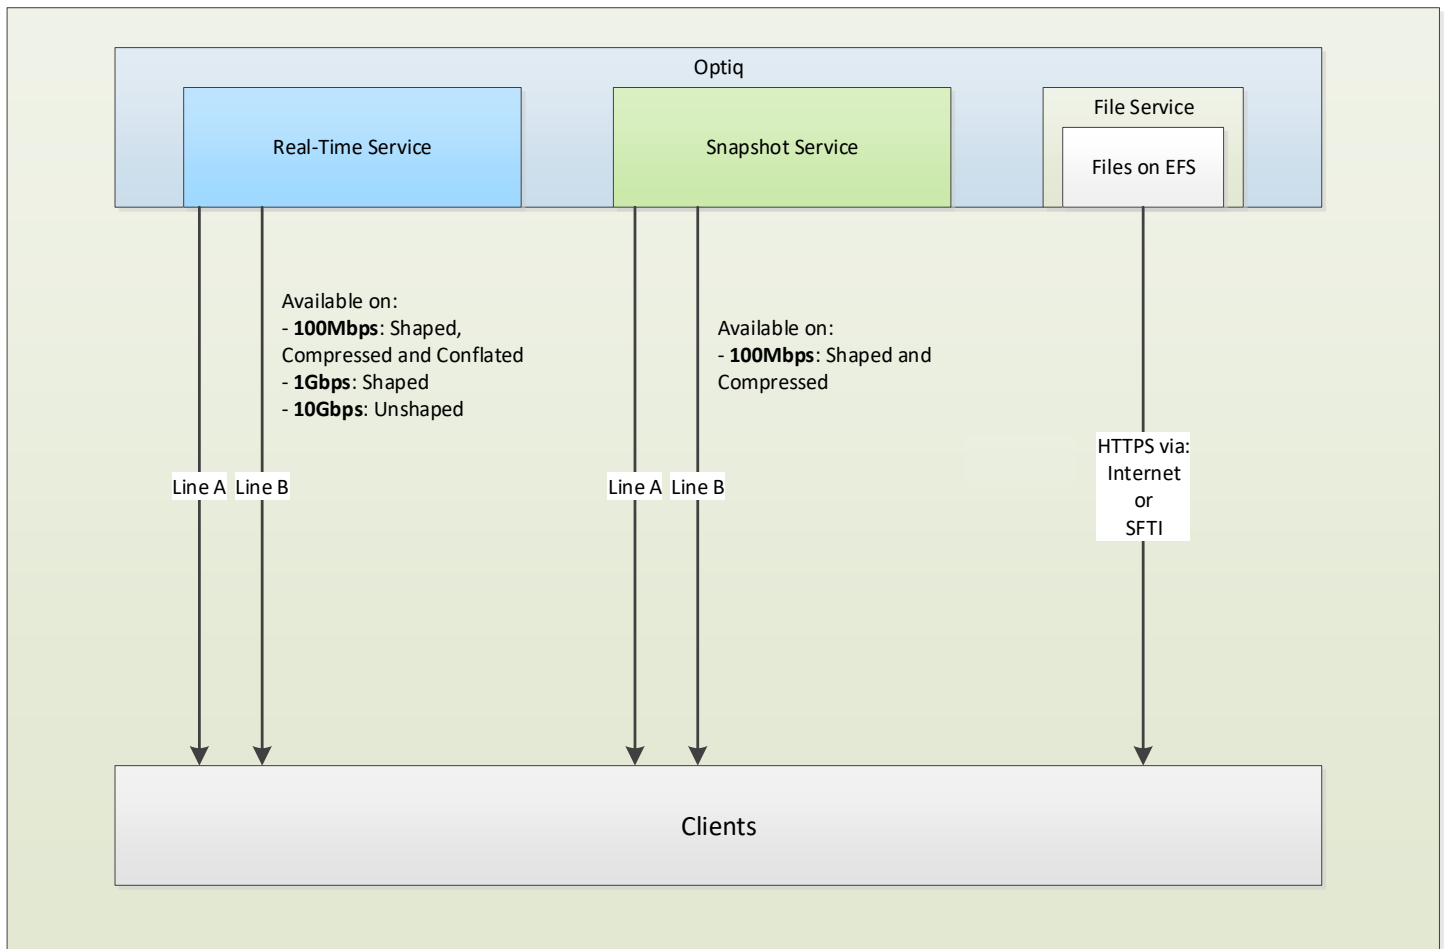 Optiq
Real-Time Service
Snapshot Service
File Service
Files on EFS
Available on:
- 100Mbps: Shaped,
Compressed and Conflated
- 1Gbps: Shaped
- 10Gbps: Unshaped
Available on:
- 100Mbps: Shaped and
Compressed
Line A
Line B
Line A
Line B
HTTPS via:
Internet
or
SFTI
Clients